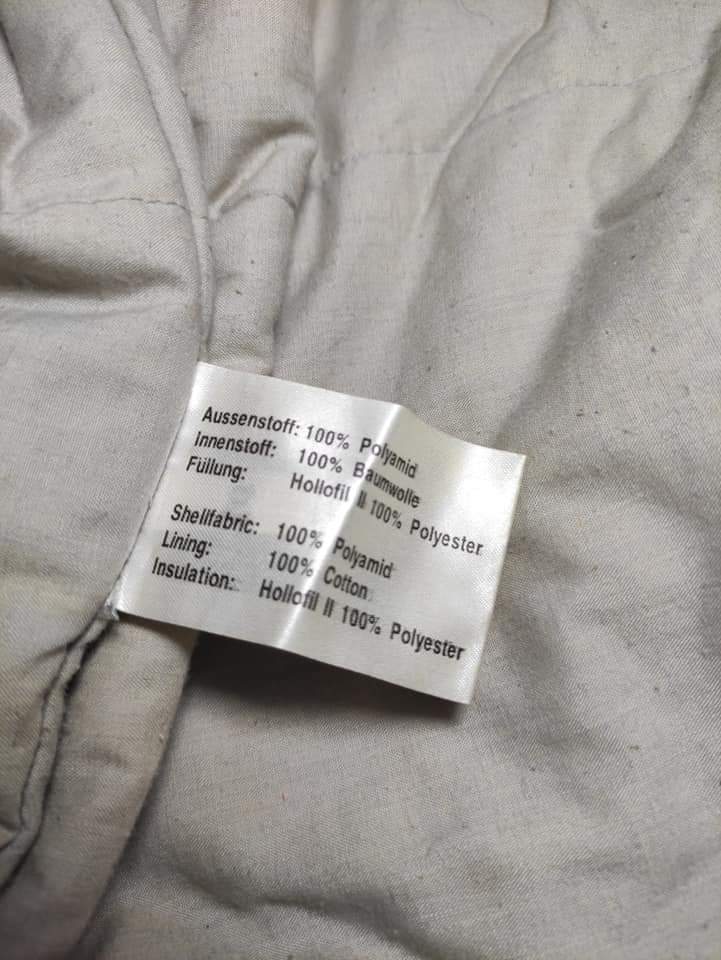 Aussenstoff: 100% Polyamid
Innenstoff: 100% Baumwolle
Füllung: Hollofil II 100% Polyester
Shellfabric: 100% Polyamid
Lining: 100% Cotton
Insulation: Hollofil II 100% Polyester